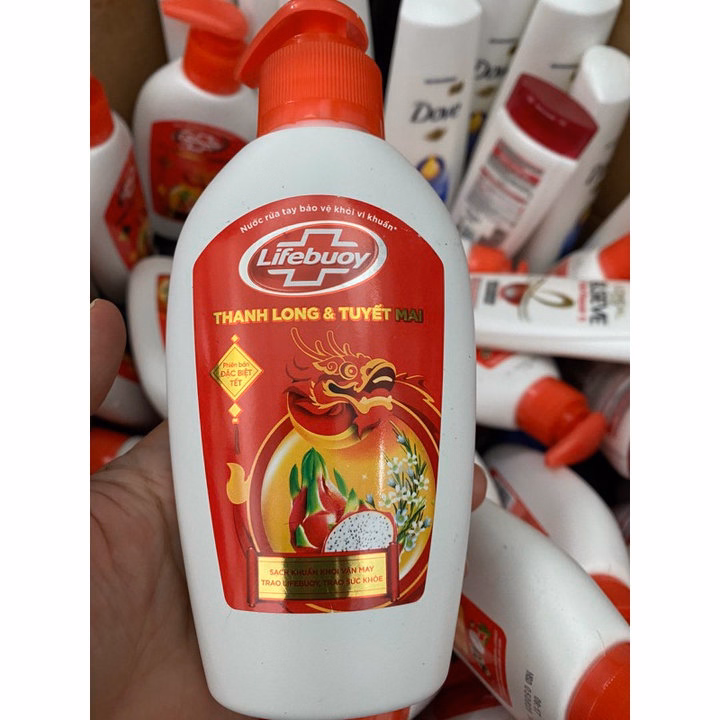 Nước rửa tay bảo vệ khỏi vi khuẩn*
Lifebuoy
THANH LONG & TUYẾT MAI
Phiên bản
ĐẶC BIỆT
TẾT
SẠCH KHUẨN KHƠI VẬN MAY
TRAO LIFEBUOY, TRAO SỨC KHỎE
Dove
Dove